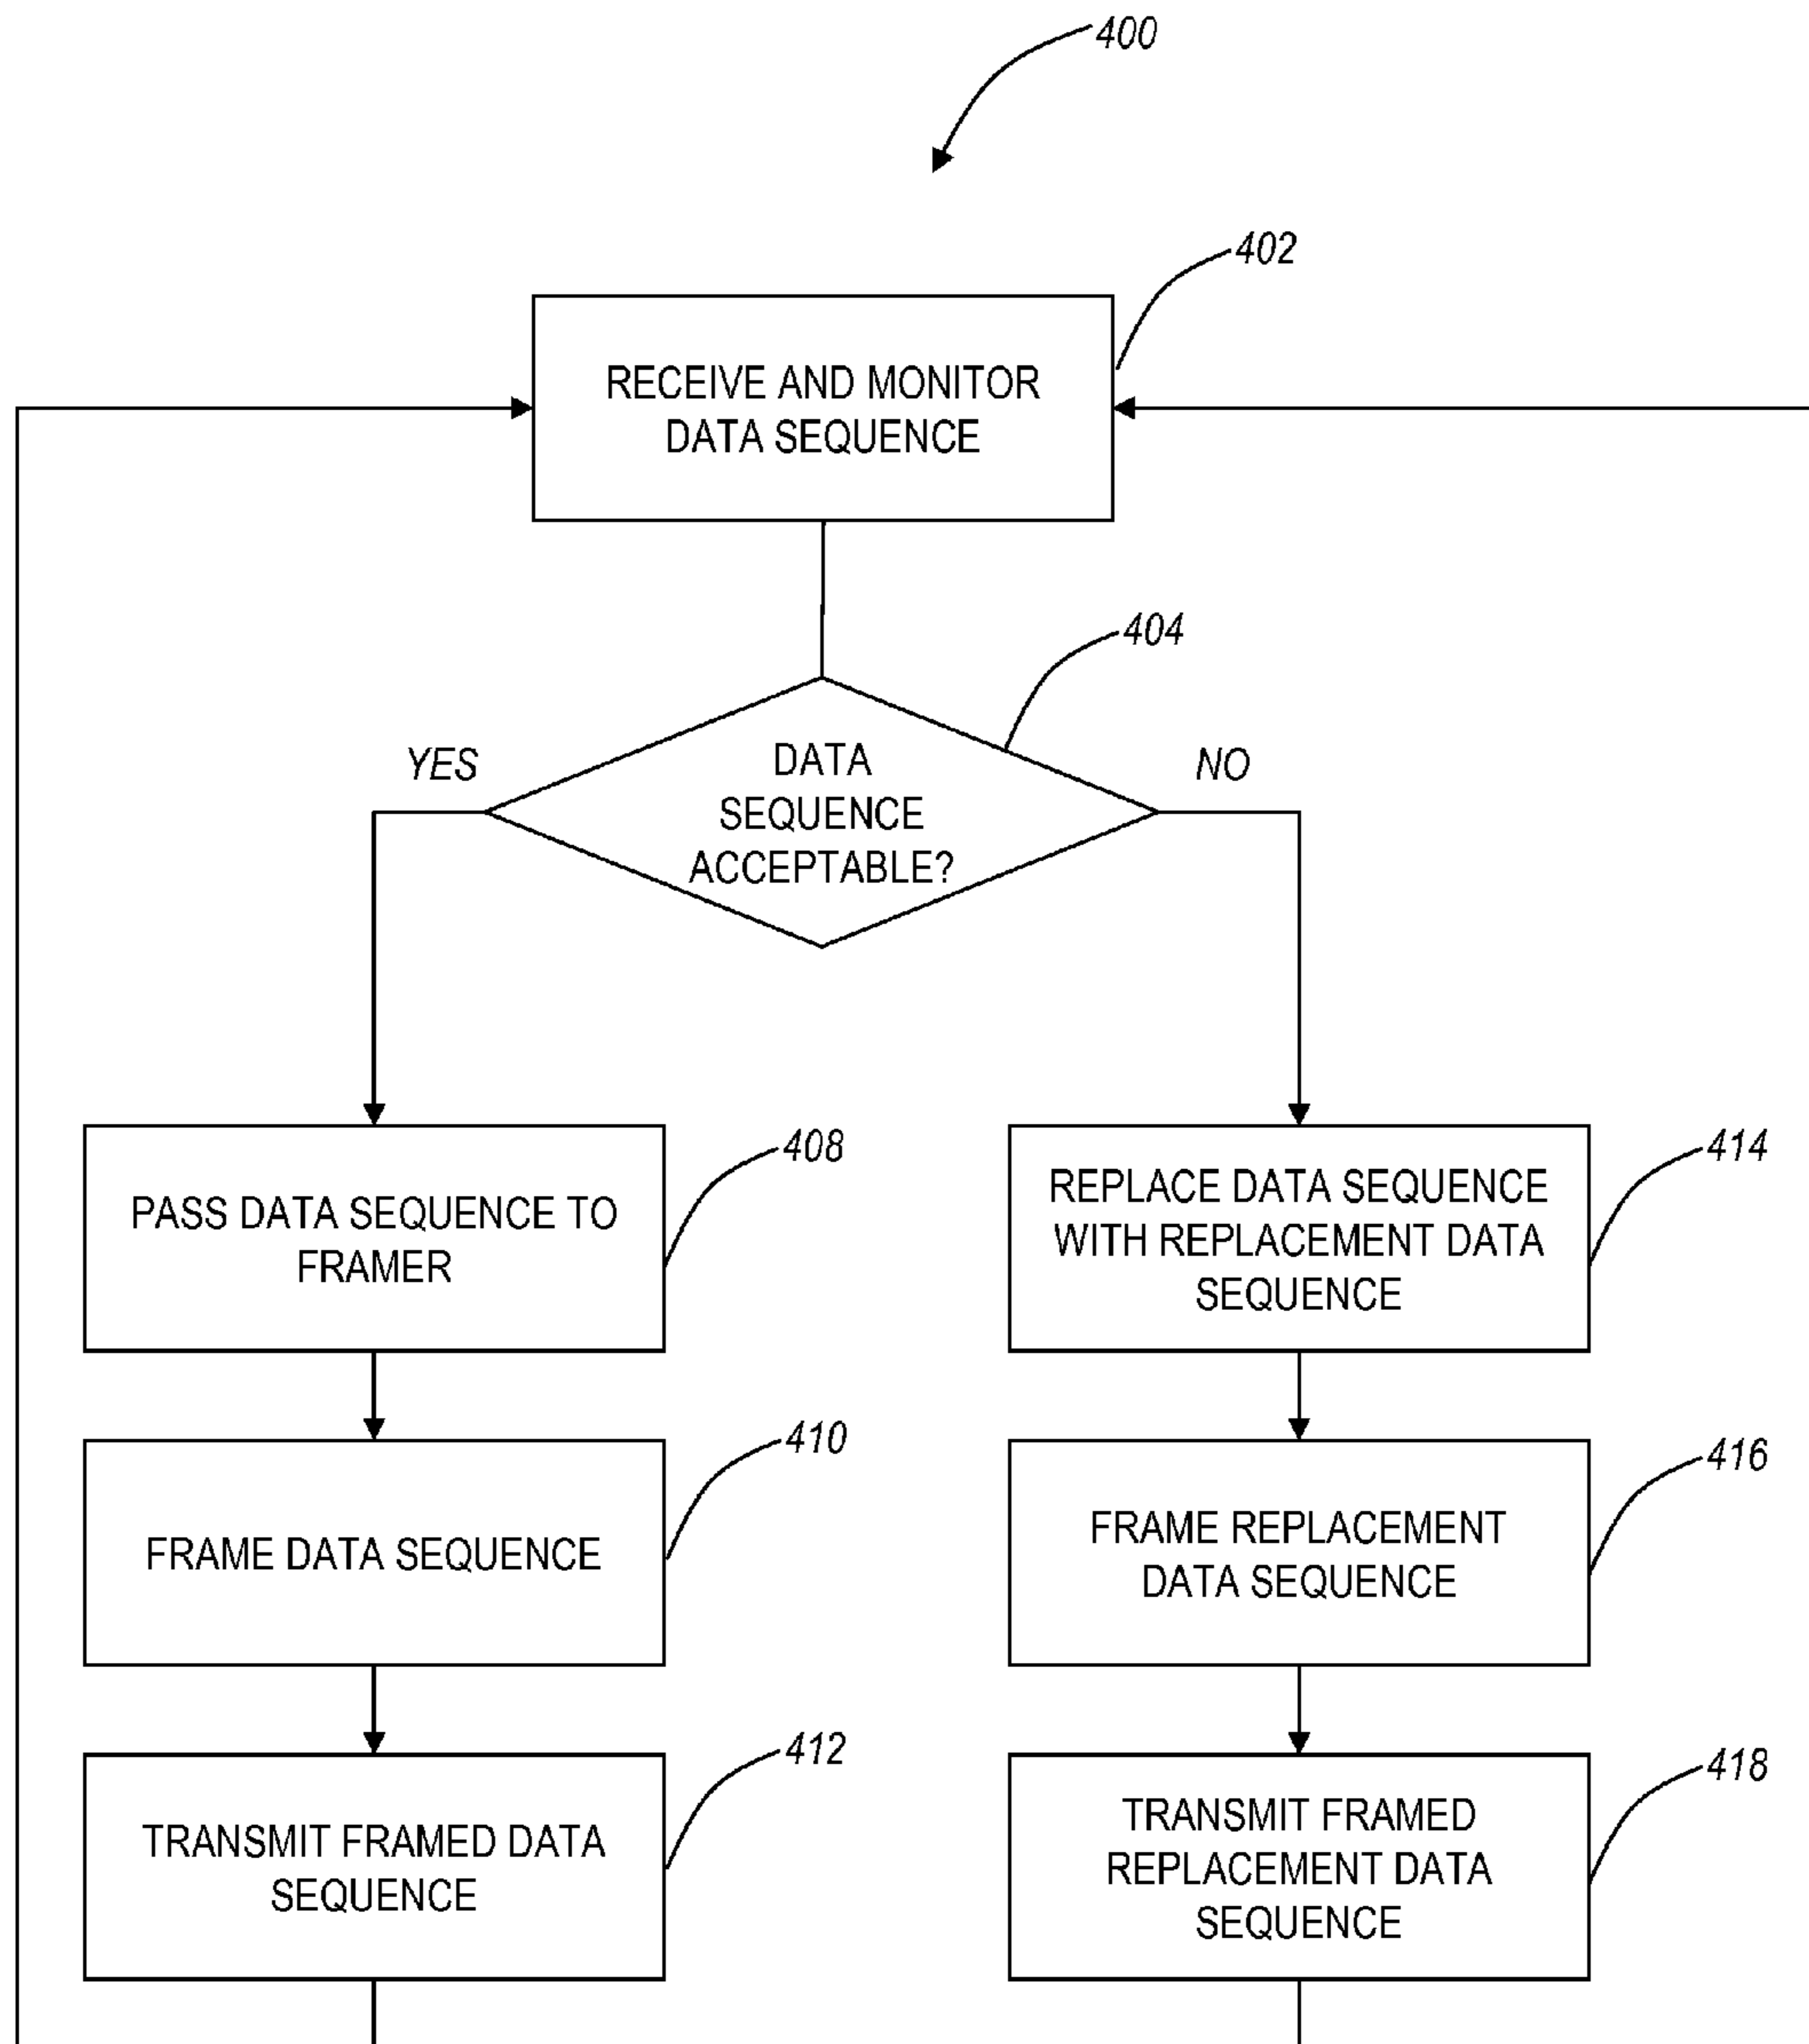 400
402
RECEIVE AND MONITOR
DATA SEQUENCE
404
YES
DATA
SEQUENCE
ACCEPTABLE?
NO
408
PASS DATA SEQUENCE TO
FRAMER
414
REPLACE DATA SEQUENCE
WITH REPLACEMENT DATA
SEQUENCE
410
FRAME DATA SEQUENCE
416
FRAME REPLACEMENT
DATA SEQUENCE
412
TRANSMIT FRAMED DATA
SEQUENCE
418
TRANSMIT FRAMED
REPLACEMENT DATA
SEQUENCE